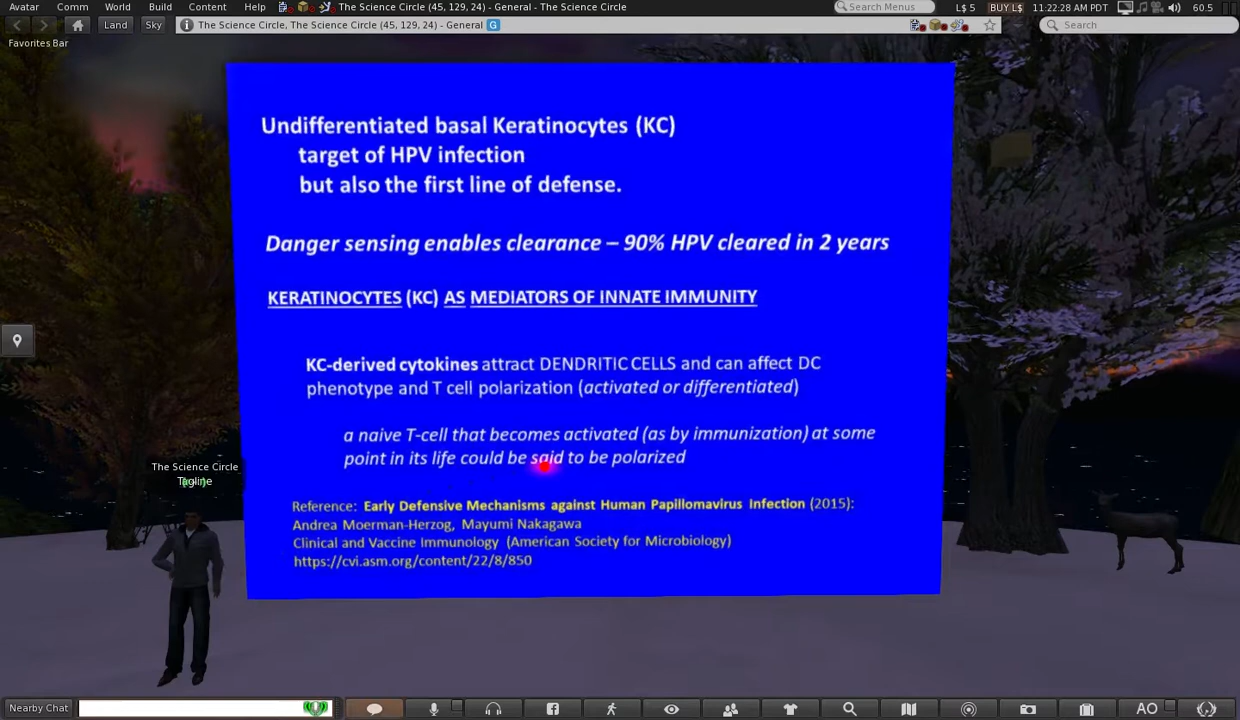 Avatar Comm World Build Content Help The Science Circle, The Science Circle (45, 129, 24) - General - The Science Circle Search Menus L$ 5 BUY L$ 11:22:28 AM PDT 60.5
Land Sky The Science Circle, The Science Circle (45, 129, 24) - General G Search
Favorites Bar
Undifferentiated basal Keratinocytes (KC)
target of HPV infection
but also the first line of defense.
Danger sensing enables clearance – 90% HPV cleared in 2 years
KERATINOCYTES (KC) AS MEDIATORS OF INNATE IMMUNITY
KC-derived cytokines attract DENDRITIC CELLS and can affect DC
phenotype and T cell polarization (activated or differentiated)
a naive T-cell that becomes activated (as by immunization) at some
point in its life could be said to be polarized
The Science Circle
Tagline
Reference: Early Defensive Mechanisms against Human Papillomavirus Infection (2015):
Andrea Moerman-Herzog, Mayumi Nakagawa
Clinical and Vaccine Immunology (American Society for Microbiology)
https://cvi.asm.org/content/22/8/850
Nearby Chat AO